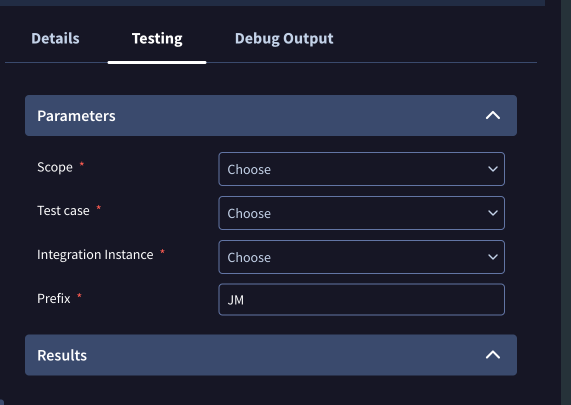 Details Testing Debug Output
Parameters
Scope * Choose
Test case * Choose
Integration Instance * Choose
Prefix * JM
Results